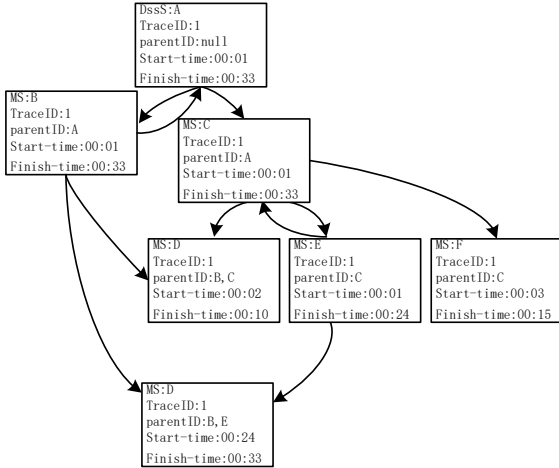 DssS:A
TraceID:1
parentID:null
Start-time:00:01
Finish-time:00:33
MS:B
TraceID:1
parentID:A
Start-time:00:01
Finish-time:00:33
MS:C
TraceID:1
parentID:A
Start-time:00:01
Finish-time:00:33
MS:D
TraceID:1
parentID:B,C
Start-time:00:02
Finish-time:00:10
MS:E
TraceID:1
parentID:C
Start-time:00:01
Finish-time:00:24
MS:F
TraceID:1
parentID:C
Start-time:00:03
Finish-time:00:15
MS:D
TraceID:1
parentID:B,E
Start-time:00:24
Finish-time:00:33